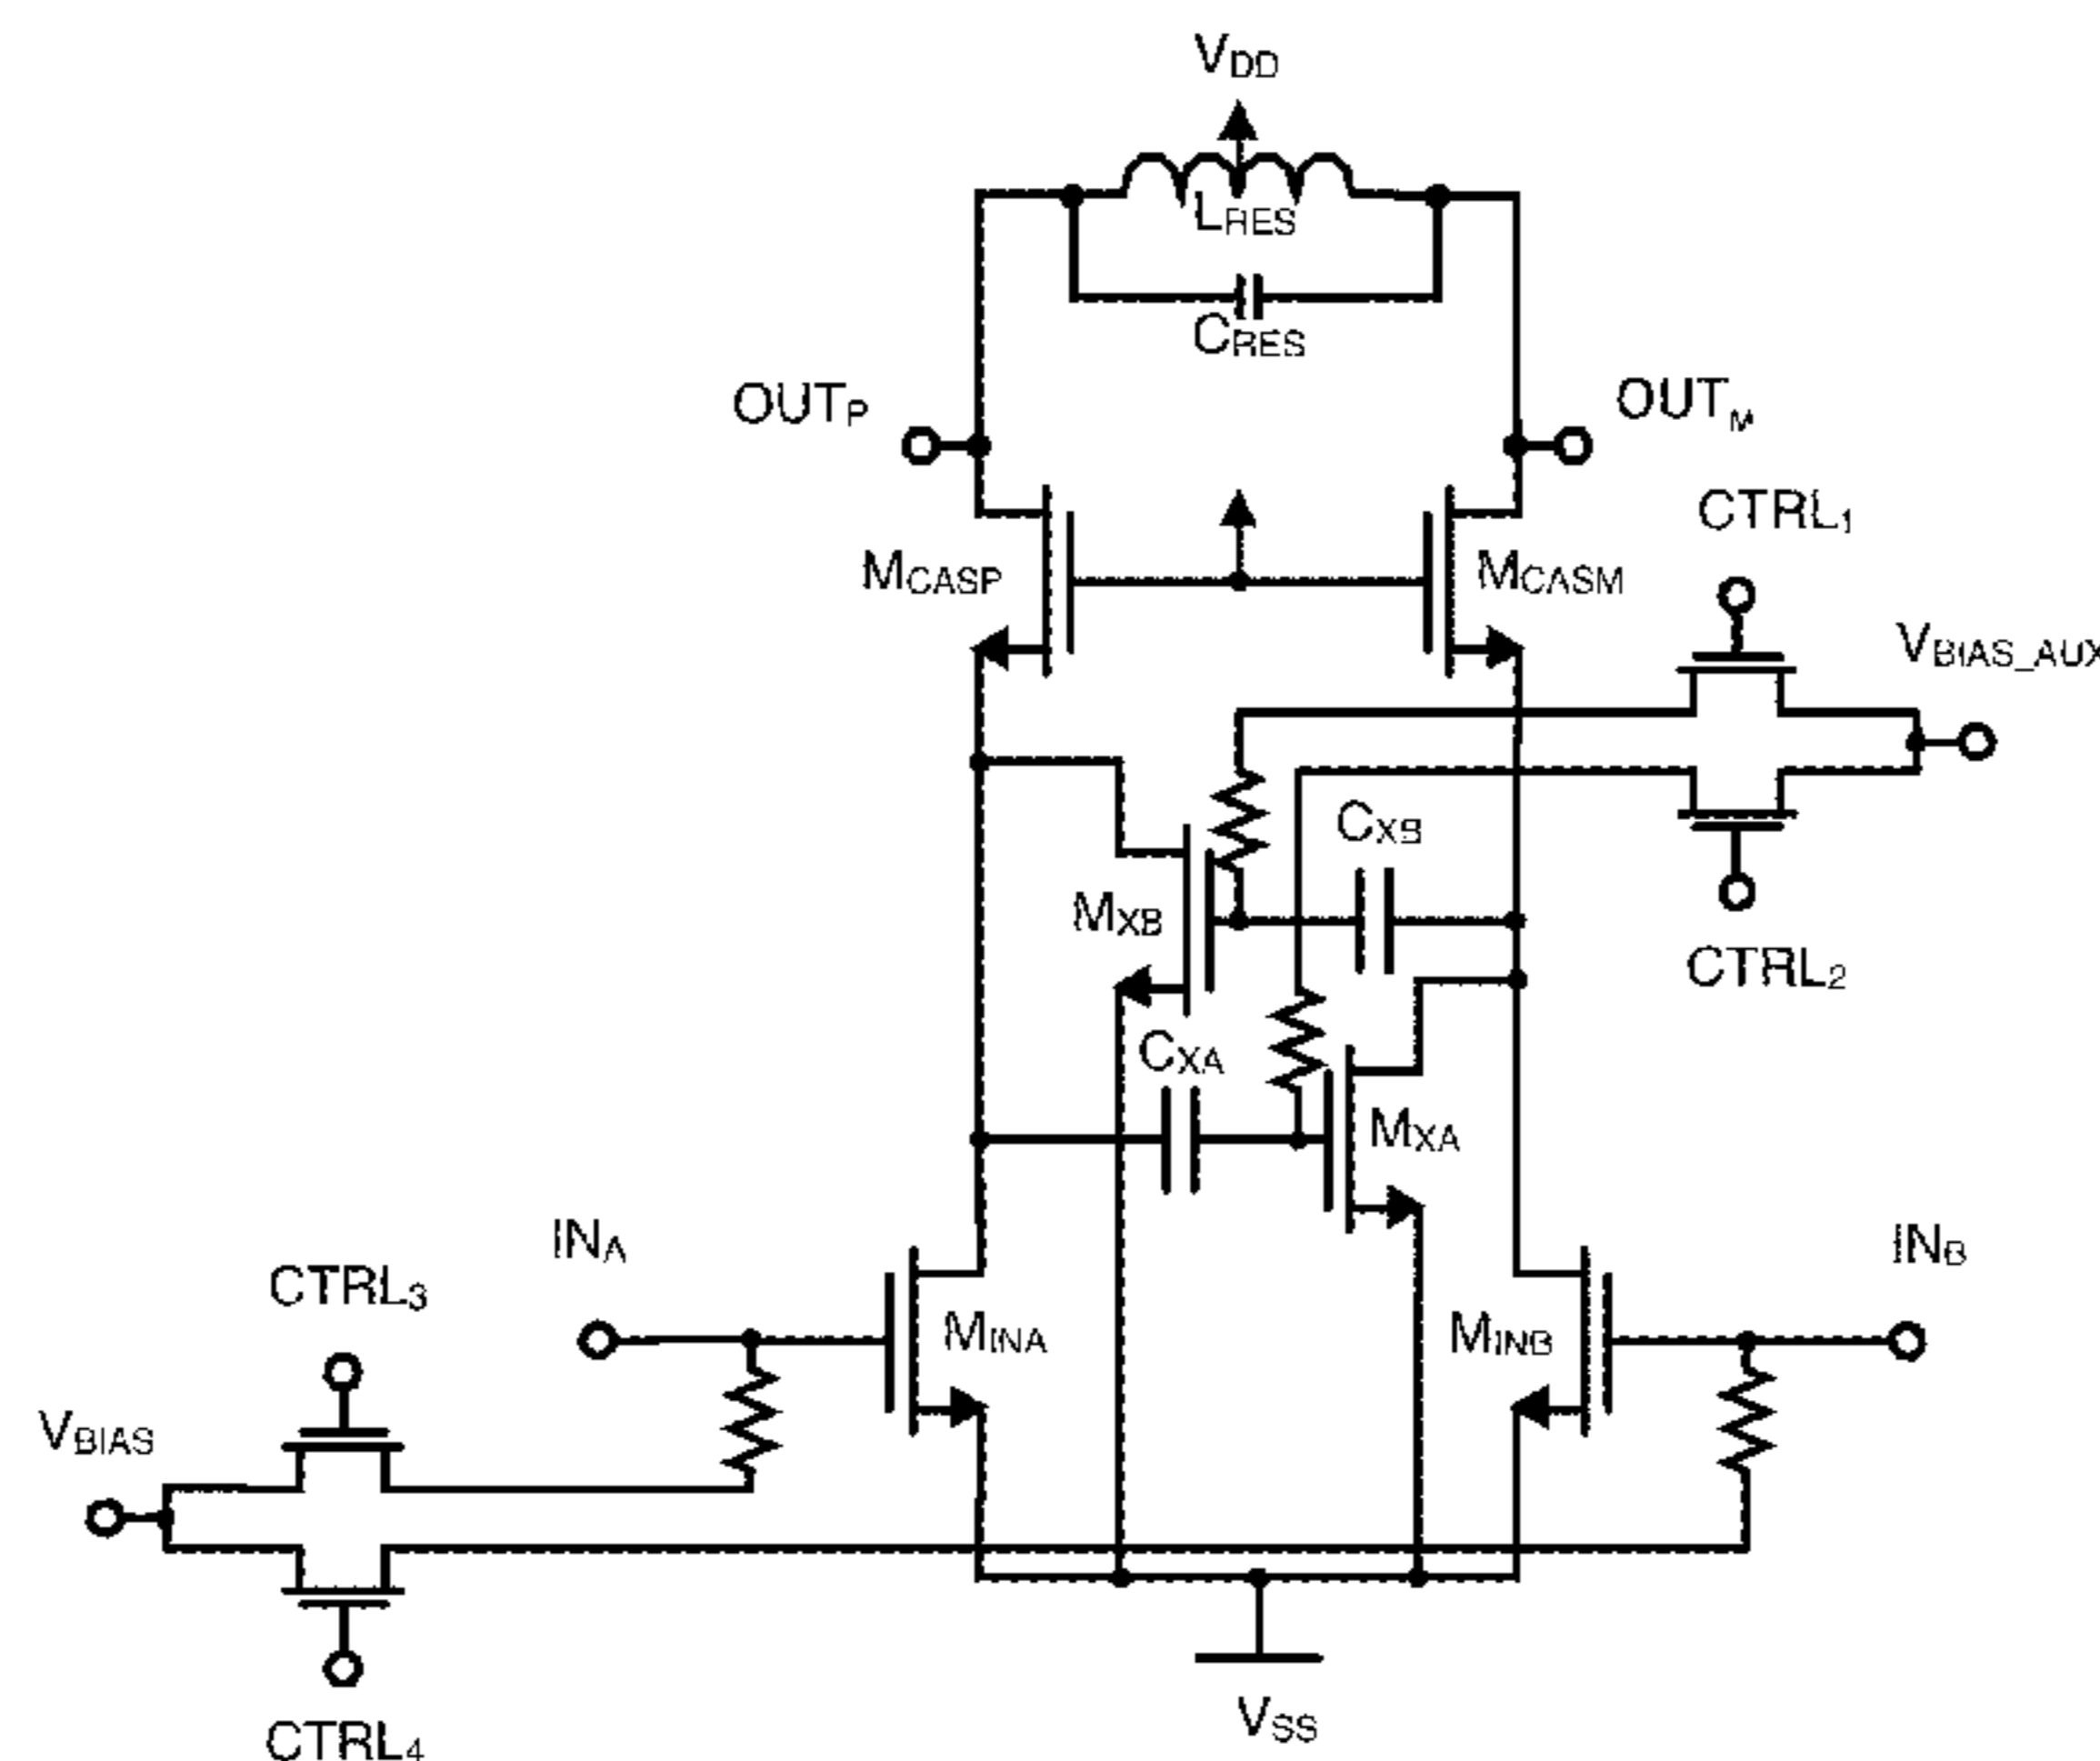 VDD
LRES
CRES
OUTP
OUTM
CTRL1
MCASP
MCASM
VBIAS_AUX
CXB
MXB
CTRL2
CXA
MXA
INA
INB
CTRL3
MINA
MINB
VBIAS
CTRL4
VSS